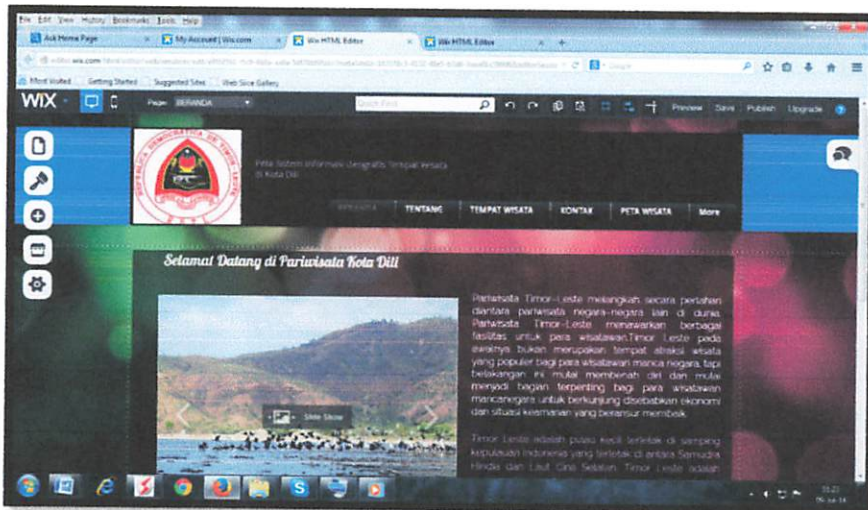 File Edit View History Bookmarks Tools Help
Ask Home Page
My Account | Wix.com
Wix HTML Editor
Wix HTML Editor
Most Visited Getting Started Suggested Sites Web Slice Gallery
WiX Page: BERANDA Preview Save Publish Upgrade
REPUBLICA DEMOCRATICA DE TIMOR-LESTE
Peta Sistem Informasi Geografis Tempat Wisata
di Kota Dili
BERANDA TENTANG TEMPAT WISATA KONTAK PETA WISATA More
Selamat Datang di Pariwisata Kota Dili
Pariwisata Timor-Leste melangkah secara perlahan
diantara pariwisata negara-negara lain di dunia.
Pariwisata Timor-Leste menawarkan berbagai
fasilitas untuk para wisatawan.Timor Leste pada
awalnya bukan merupakan tempat atraksi wisata
yang populer bagi para wisatawan manca negara, tapi
belakangan ini mulai membenah diri dan mulai
menjadi bagian terpenting bagi para wisatawan
mancanegara untuk berkunjung disebabkan ekonomi
dan situasi keamanan yang beransur membaik.
Slide Show
Timor Leste adalah pulau kecil terletak di samping
kepulauan Indonesia yang terletak di antara Samudra
Hindia dan Laut Cina Selatan. Timor Leste adalah